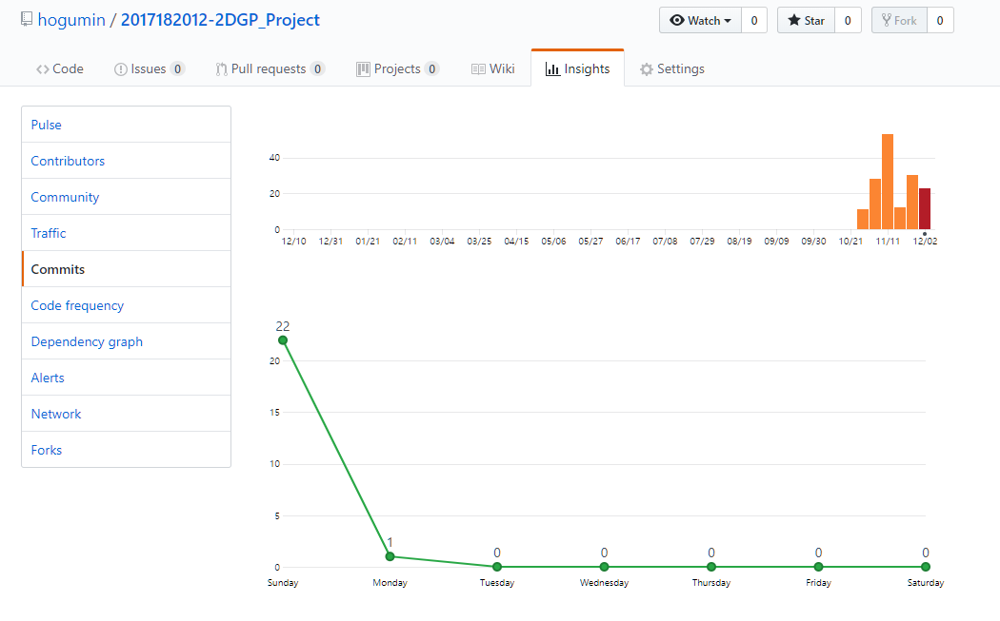 hogumin / 2017182012-2DGP_Project
Watch 0 Star 0 Fork 0
Code Issues 0 Pull requests 0 Projects 0 Wiki Insights Settings
Pulse
Contributors
Community
Traffic
Commits
Code frequency
Dependency graph
Alerts
Network
Forks
40
20
0
12/10 12/31 01/21 02/11 03/04 03/25 04/15 05/06 05/27 06/17 07/08 07/29 08/19 09/09 09/30 10/21 11/11 12/02
22
20
15
10
5
1 0 0 0 0 0
0
Sunday Monday Tuesday Wednesday Thursday Friday Saturday